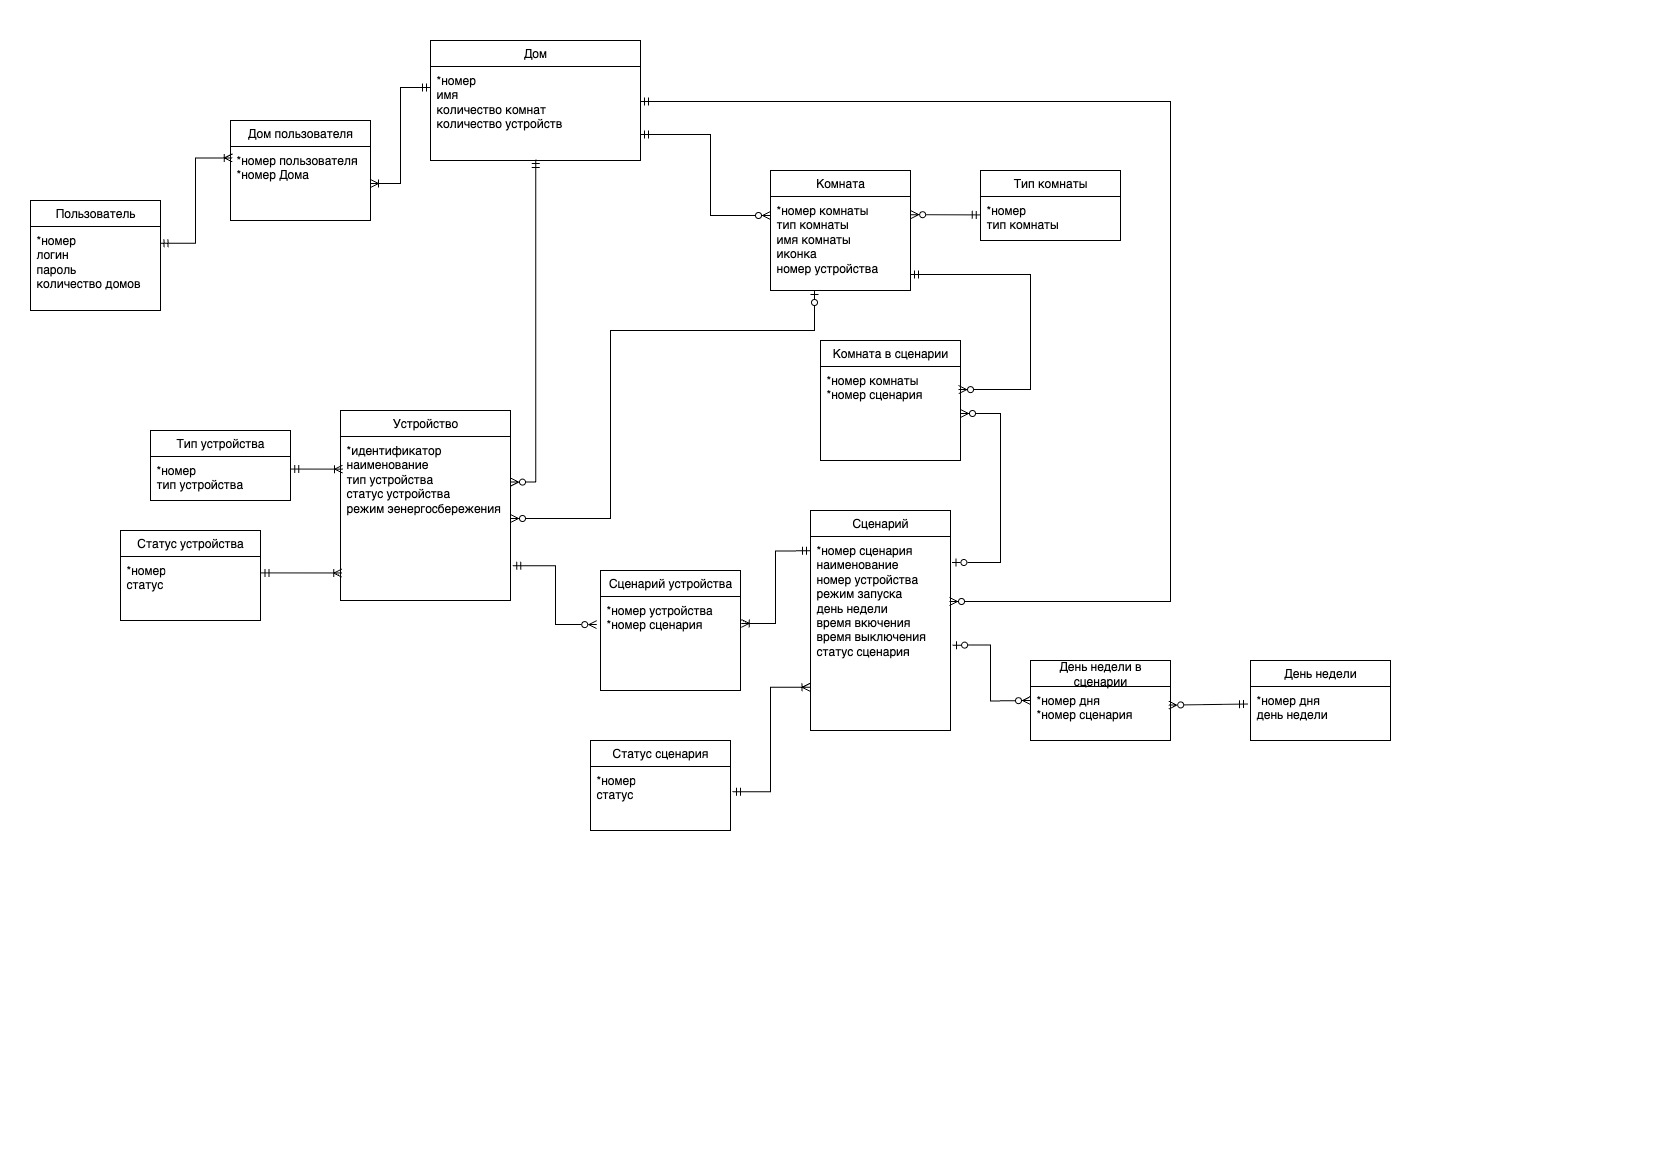 Дом
*номер
имя
количество комнат
количество устройств
Дом пользователя
*номер пользователя
*номер Дома
Пользователь
*номер
логин
пароль
количество домов
Комната
*номер комнаты
тип комнаты
имя комнаты
иконка
номер устройства
Тип комнаты
*номер
тип комнаты
Комната в сценарии
*номер комнаты
*номер сценария
Устройство
*идентификатор
наименование
тип устройства
статус устройства
режим эенергосбережения
Тип устройства
*номер
тип устройства
Статус устройства
*номер
статус
Сценарий устройства
*номер устройства
*номер сценария
Сценарий
*номер сценария
наименование
номер устройства
режим запуска
день недели
время вкючения
время выключения
статус сценария
День недели в
сценарии
*номер дня
*номер сценария
День недели
*номер дня
день недели
Статус сценария
*номер
статус